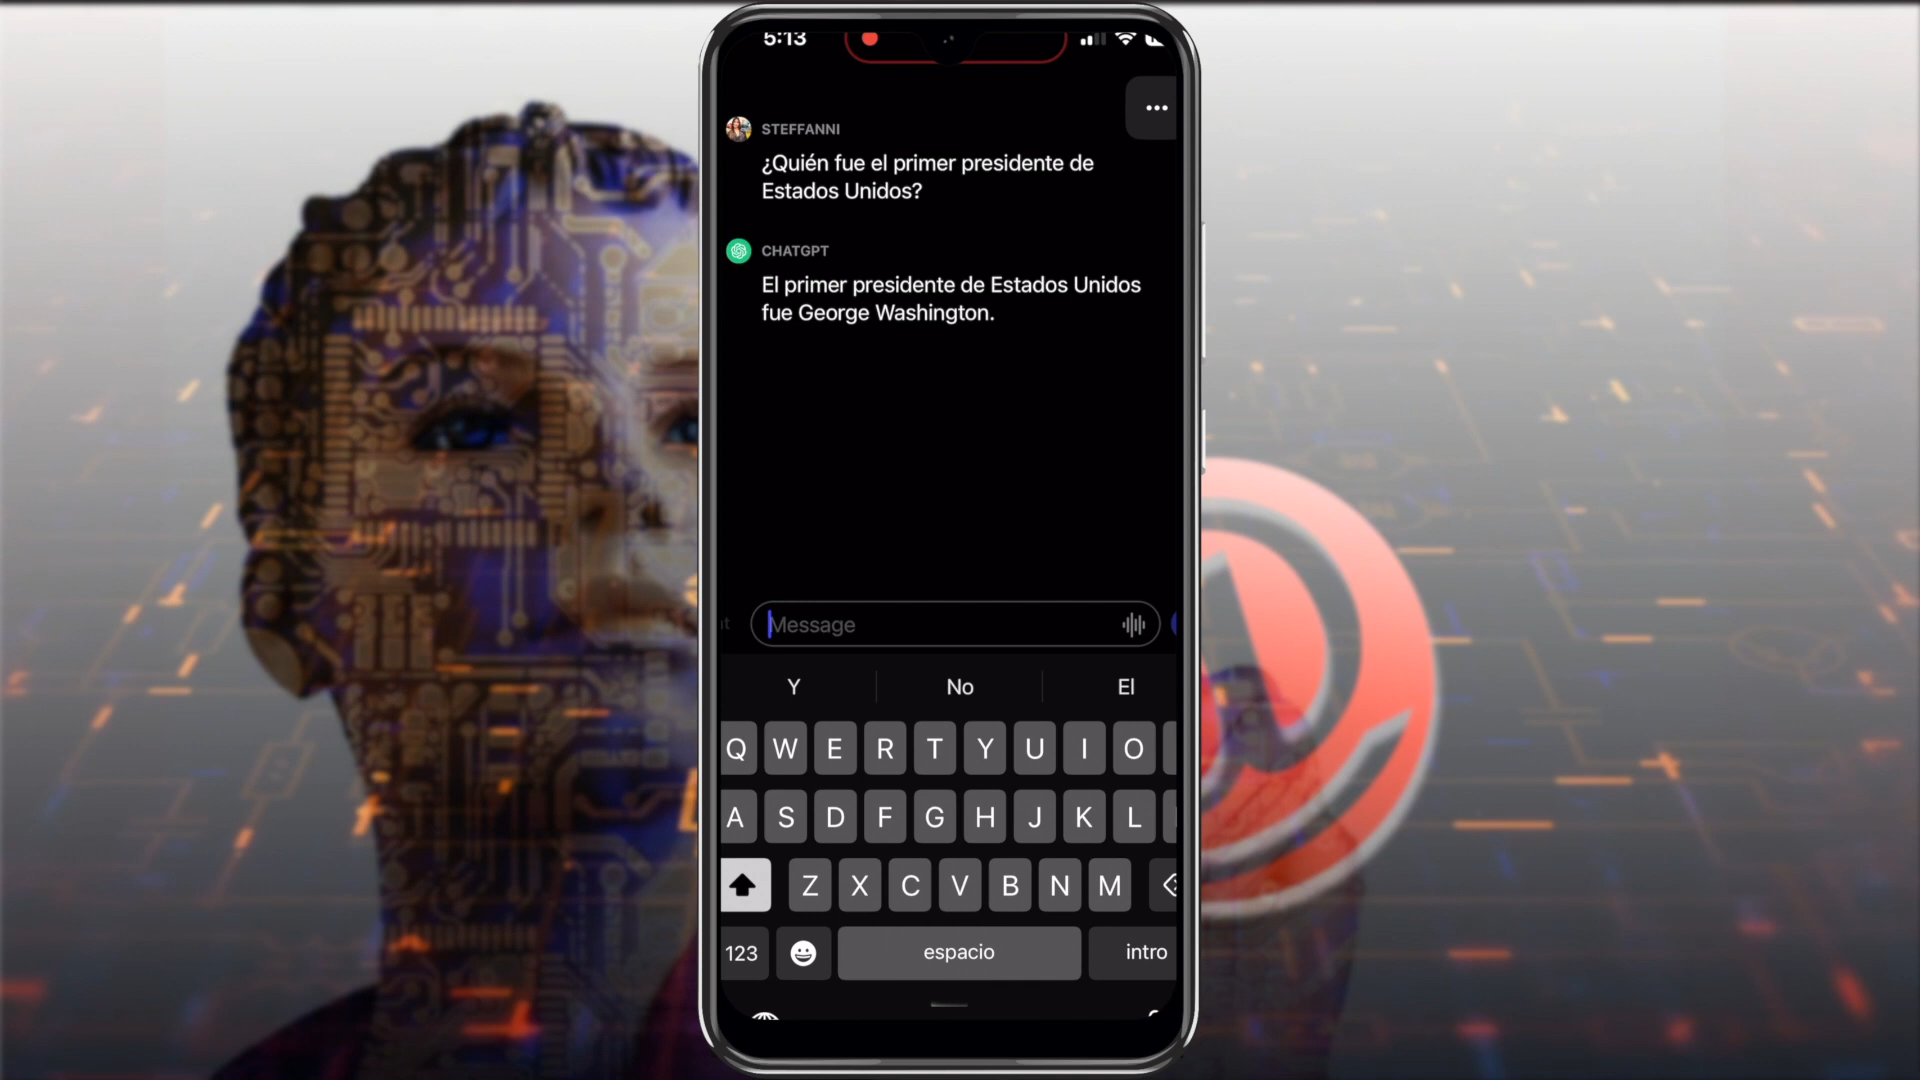 5:13
STEFFANNI
¿Quién fue el primer presidente de
Estados Unidos?
CHATGPT
El primer presidente de Estados Unidos
fue George Washington.
Message
Y No El
Q W E R T Y U I O
A S D F G H J K L
Z X C V B N M
123 espacio intro